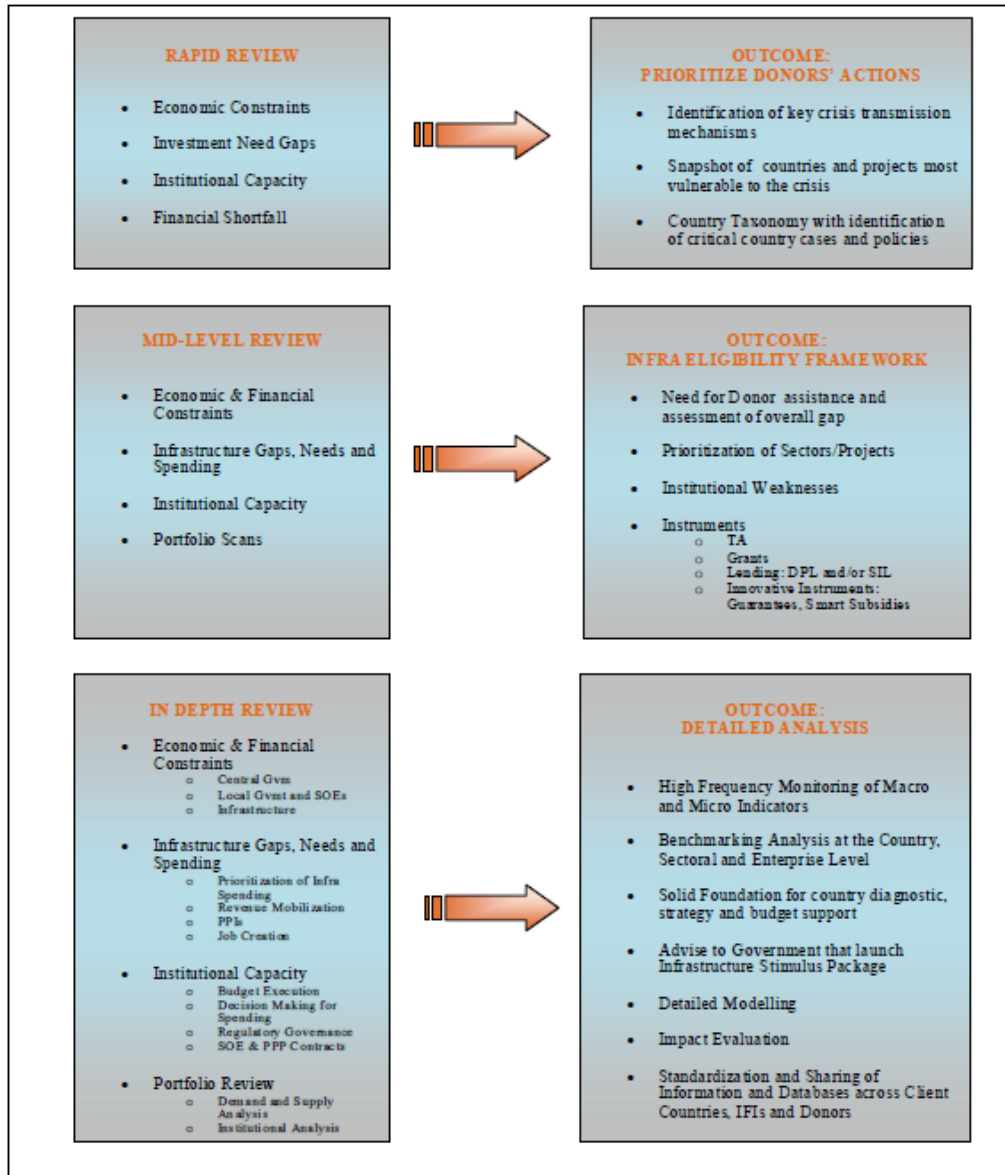 RAPID REVIEW
• Economic Constraints
• Investment Need Gaps
• Institutional Capacity
• Financial Shortfall
OUTCOME:
PRIORITIZE DONORS' ACTIONS
• Identification of key crisis transmission
mechanisms
• Snapshot of countries and projects most
vulnerable to the crisis
• Country Taxonomy with identification
of critical country cases and policies
MID-LEVEL REVIEW
• Economic & Financial
Constraints
• Infrastructure Gaps, Needs and
Spending
• Institutional Capacity
• Portfolio Scans
OUTCOME:
INFRA ELIGIBILITY FRAMEWORK
• Need for Donor assistance and
assessment of overall gap
• Prioritization of Sectors/Projects
• Institutional Weaknesses
• Instruments
o TA
o Grants
o Lending: DPL and/or SIL
o Innovative Instruments:
Guarantees, Smart Subsidies
IN DEPTH REVIEW
• Economic & Financial
Constraints
o Central Gvm
o Local Gvmt and SOEs
o Infrastructure
• Infrastructure Gaps, Needs and
Spending
o Prioritization of Infra
Spending
o Revenue Mobilization
o PPIs
o Job Creation
• Institutional Capacity
o Budget Execution
o Decision Making for
Spending
o Regulatory Governance
o SOE & PPP Contracts
• Portfolio Review
o Demand and Supply
Analysis
o Institutional Analysis
OUTCOME:
DETAILED ANALYSIS
• High Frequency Monitoring of Macro
and Micro Indicators
• Benchmarking Analysis at the Country,
Sectoral and Enterprise Level
• Solid Foundation for country diagnostic,
strategy and budget support
• Advise to Government that launch
Infrastructure Stimulus Package
• Detailed Modelling
• Impact Evaluation
• Standardization and Sharing of
Information and Databases across Client
Countries, IFIs and Donors